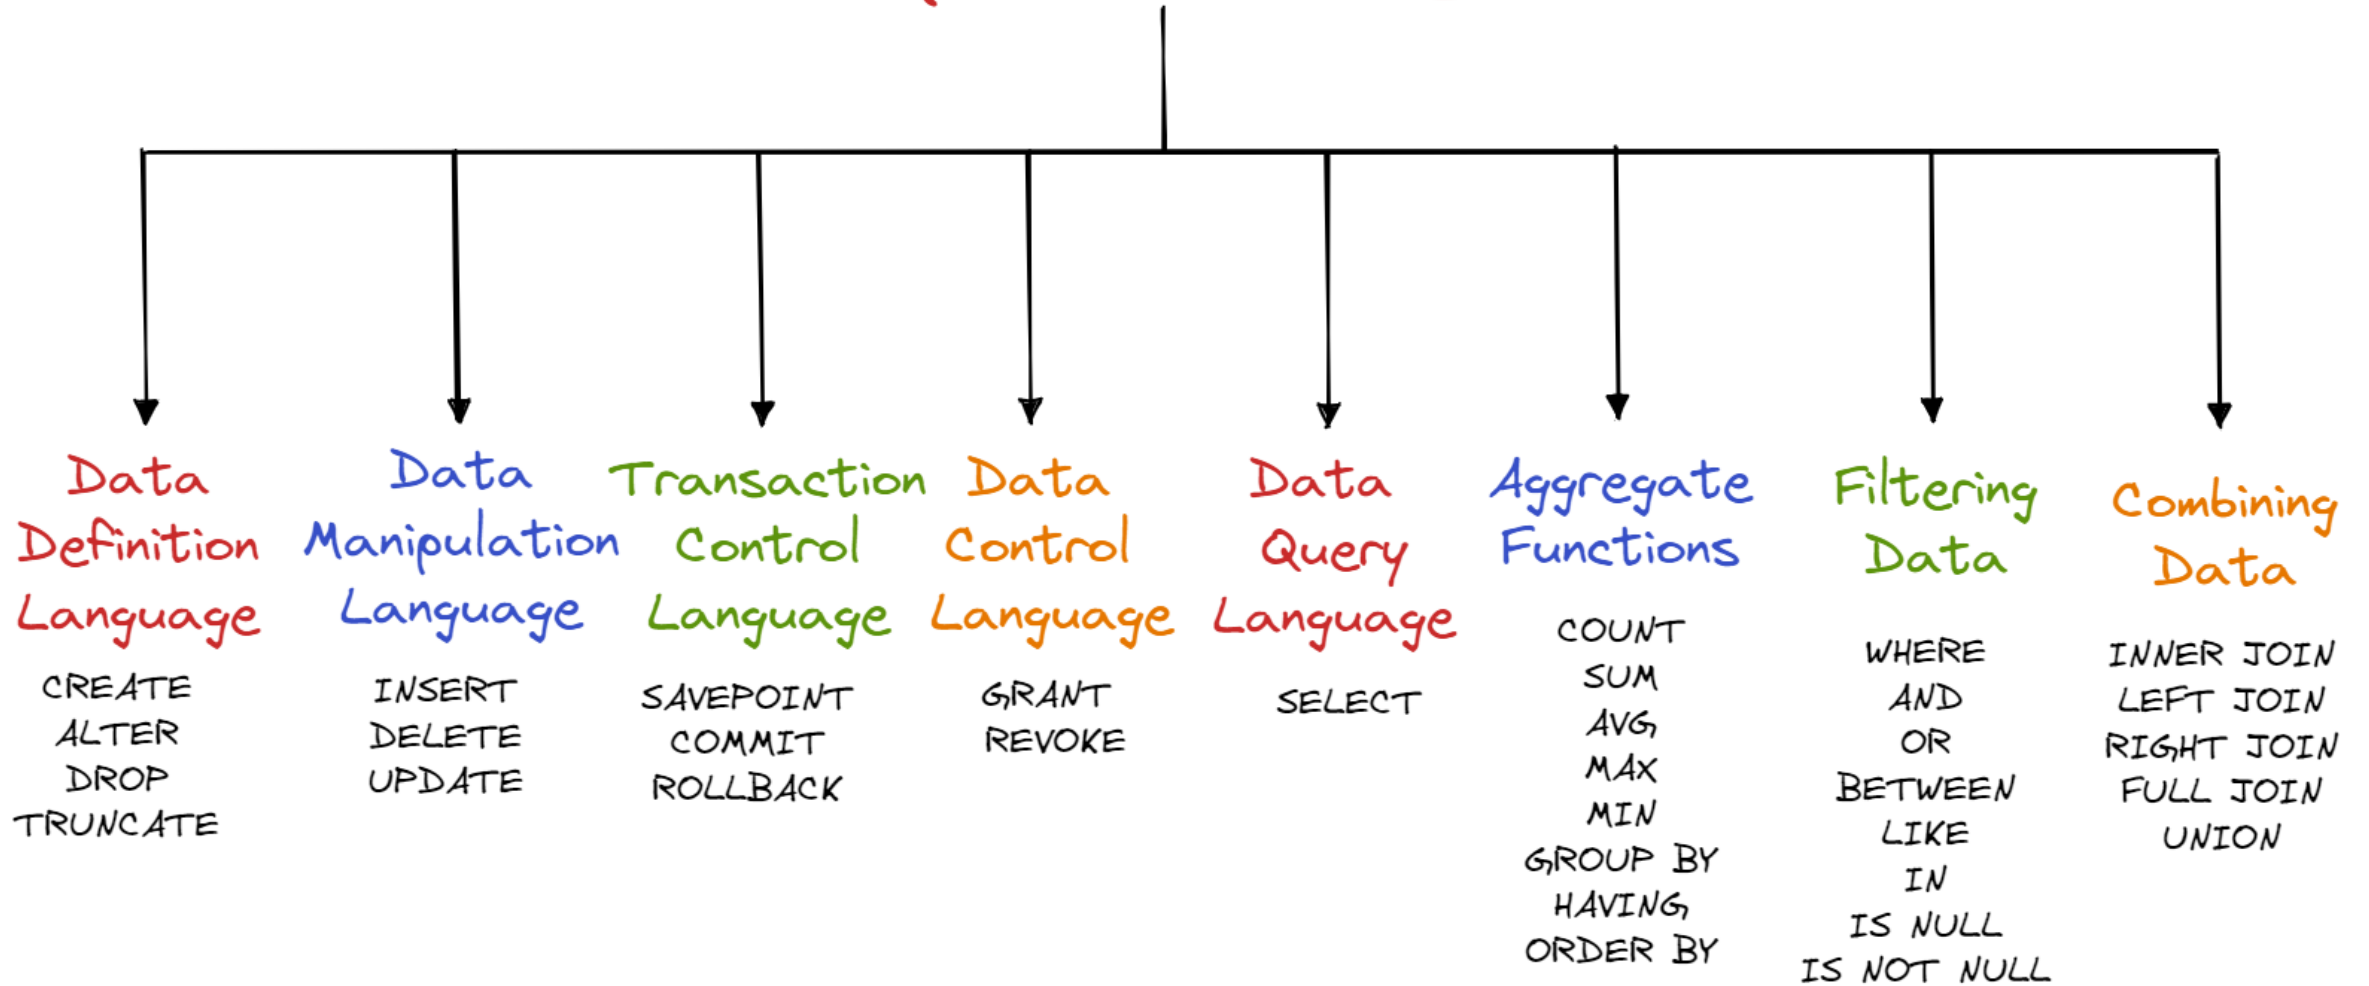 Data
Definition
Language
CREATE
ALTER
DROP
TRUNCATE
Data
Manipulation
Language
INSERT
DELETE
UPDATE
Transaction
Control
Language
SAVEPOINT
COMMIT
ROLLBACK
Data
Control
Language
GRANT
REVOKE
Data
Query
Language
SELECT
Aggregate
Functions
COUNT
SUM
AVG
MAX
MIN
GROUP BY
HAVING
ORDER BY
Filtering
Data
WHERE
AND
OR
BETWEEN
LIKE
IN
IS NULL
IS NOT NULL
Combining
Data
INNER JOIN
LEFT JOIN
RIGHT JOIN
FULL JOIN
UNION